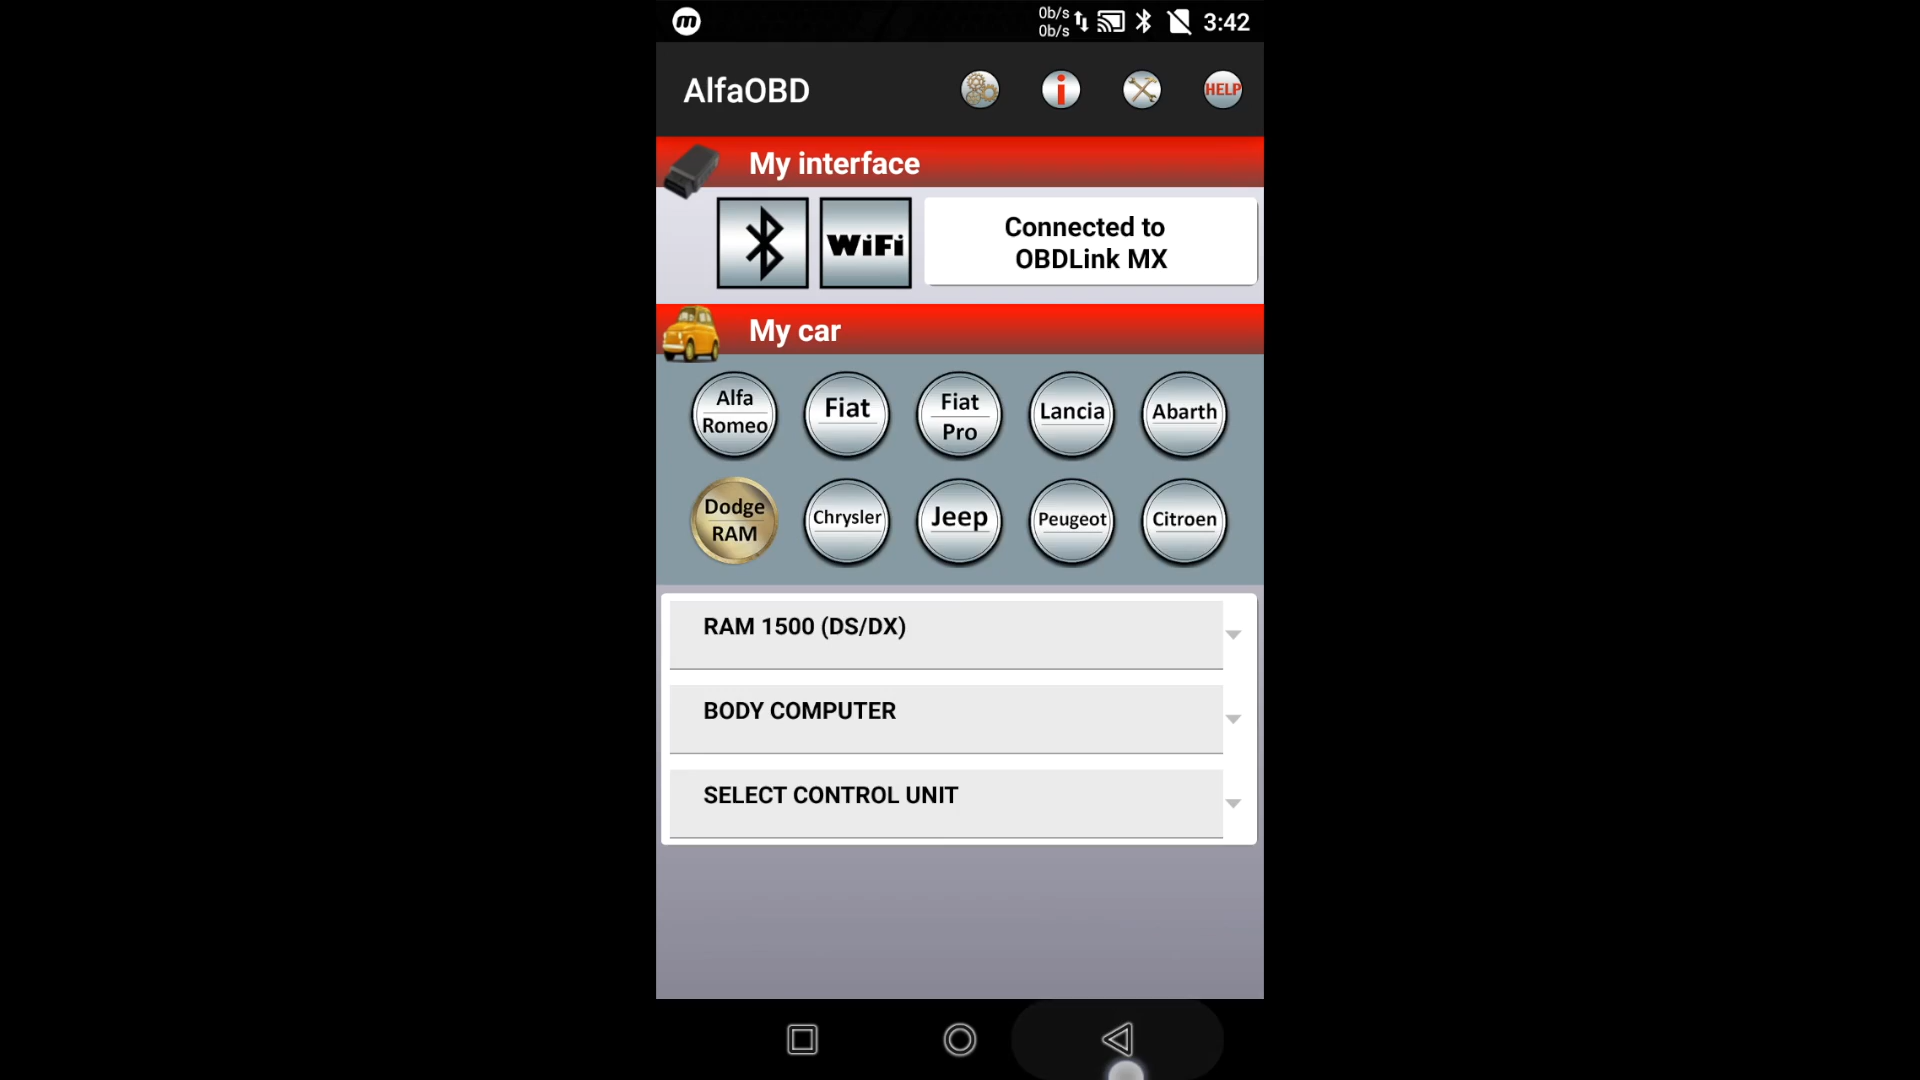 m
0b/s
0b/s
3:42
AlfaOBD
i
HELP
My interface
WiFi
Connected to
OBDLink MX
My car
Alfa
Romeo
Fiat
Fiat
Pro
Lancia
Abarth
Dodge
RAM
Chrysler
Jeep
Peugeot
Citroen
RAM 1500 (DS/DX)
BODY COMPUTER
SELECT CONTROL UNIT